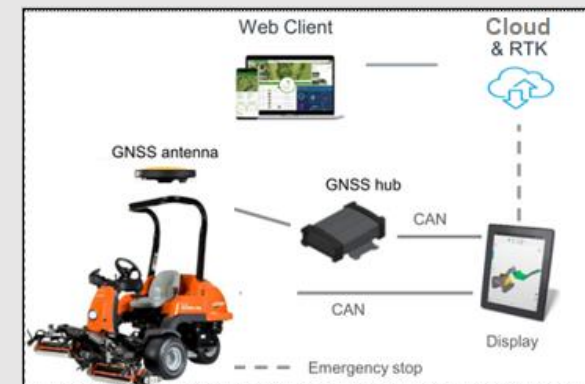 Web Client
Cloud
& RTK
GNSS antenna
GNSS hub
CAN
CAN
Display
Emergency stop